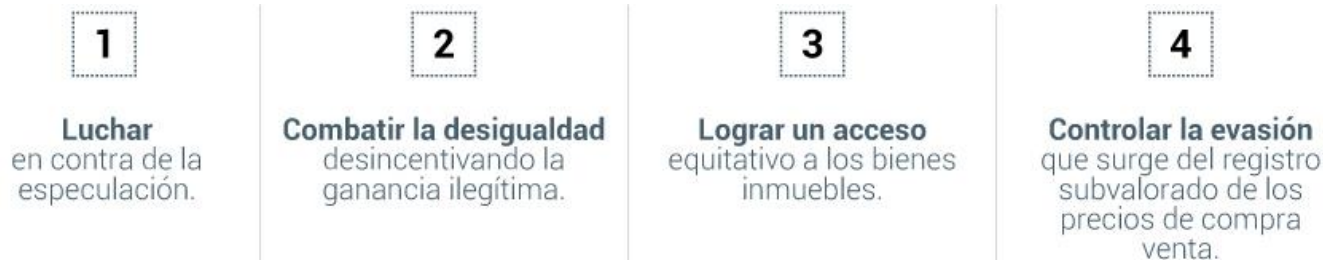 1
Luchar
en contra de la
especulación.
2
Combatir la desigualdad
desincentivando la
ganancia ilegítima.
3
Lograr un acceso
equitativo a los bienes
inmuebles.
4
Controlar la evasión
que surge del registro
subvalorado de los
precios de compra
venta.